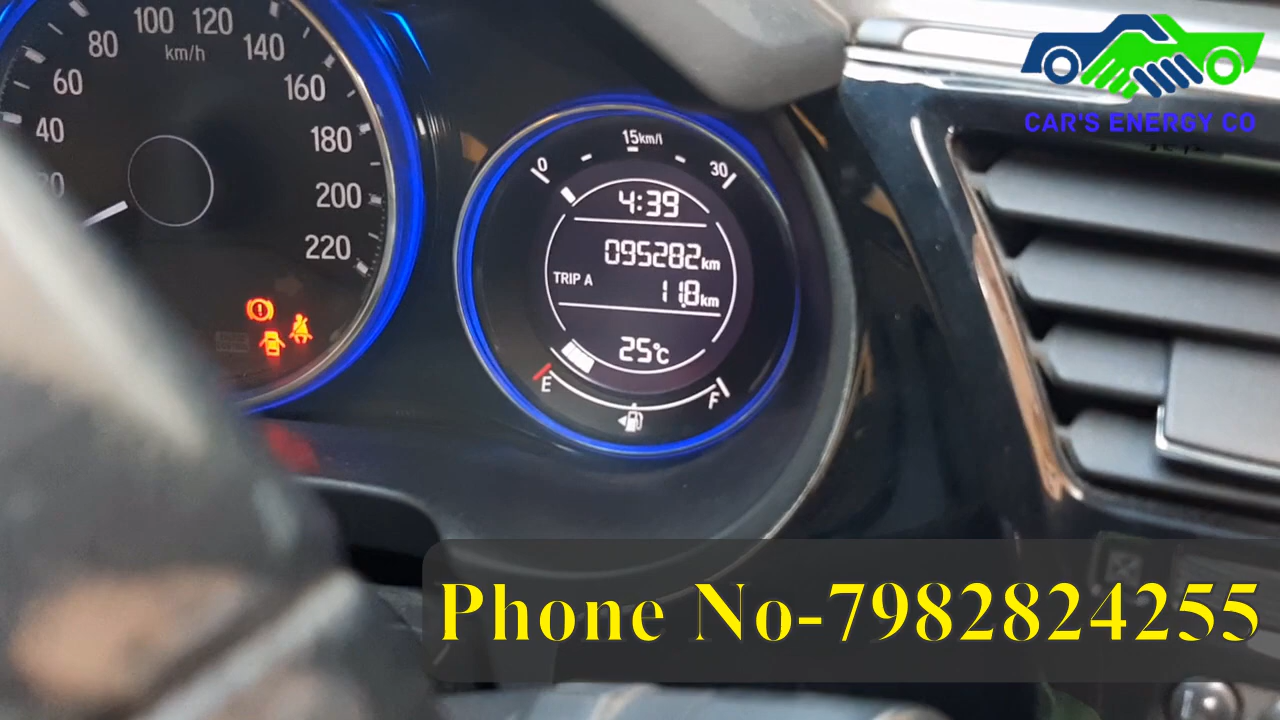 100 120
80 140
km/h
60 160
40 180
200
220
15km/l
0 30
4:39
095282km
TRIP A
11.8km
25°C
E F
CAR'S ENERGY CO
Phone No-7982824255